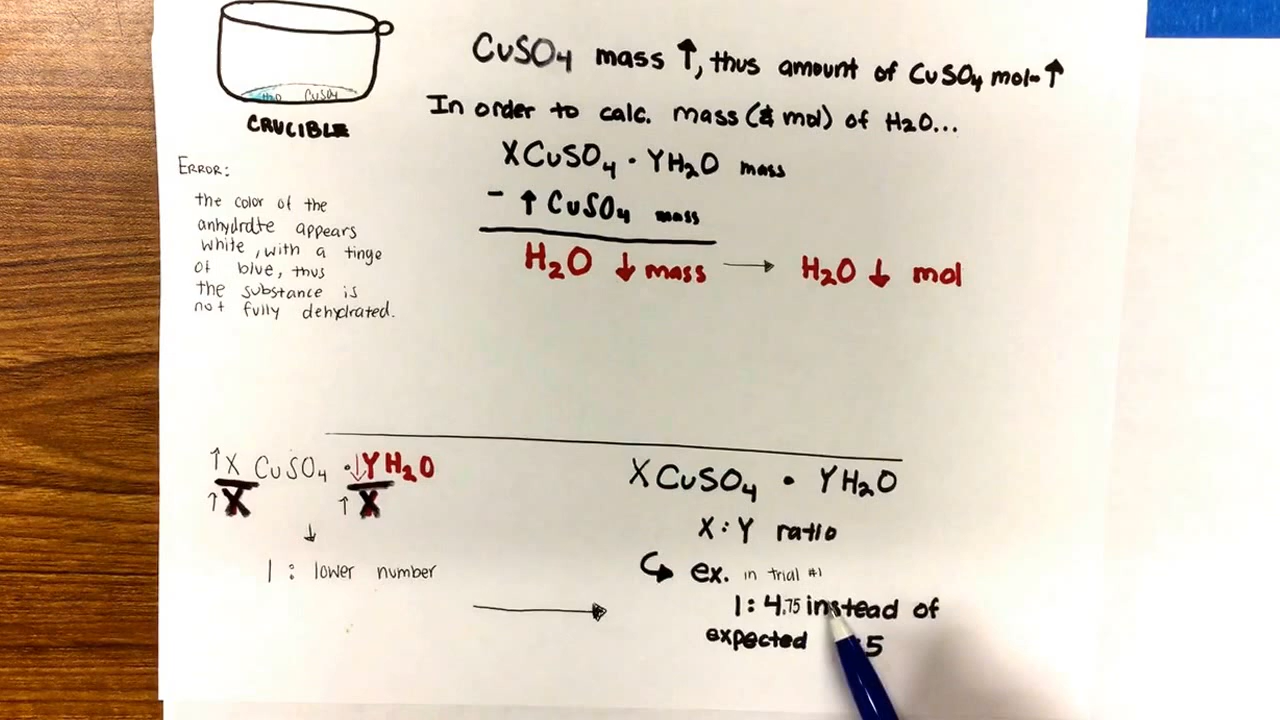 H2O CuSO4
CRUCIBLE
ERROR:
the color of the
anhydrate appears
white, with a tinge
of blue, thus
the substance is
not fully dehydrated.
CuSO4 mass ↑, thus amount of CuSO4 mol ↑
In order to calc. mass (& mol) of H2O...
XCuSO4 · YH2O mass
- ↑ CuSO4 mass
H2O ↓ mass → H2O ↓ mol
↑X CuSO4 · ↓YH2O
↑X ↑X
↓
1 : lower number
→
XCuSO4 · YH2O
X:Y ratio
ex. in trial #1
1:4.75 instead of
expected :5